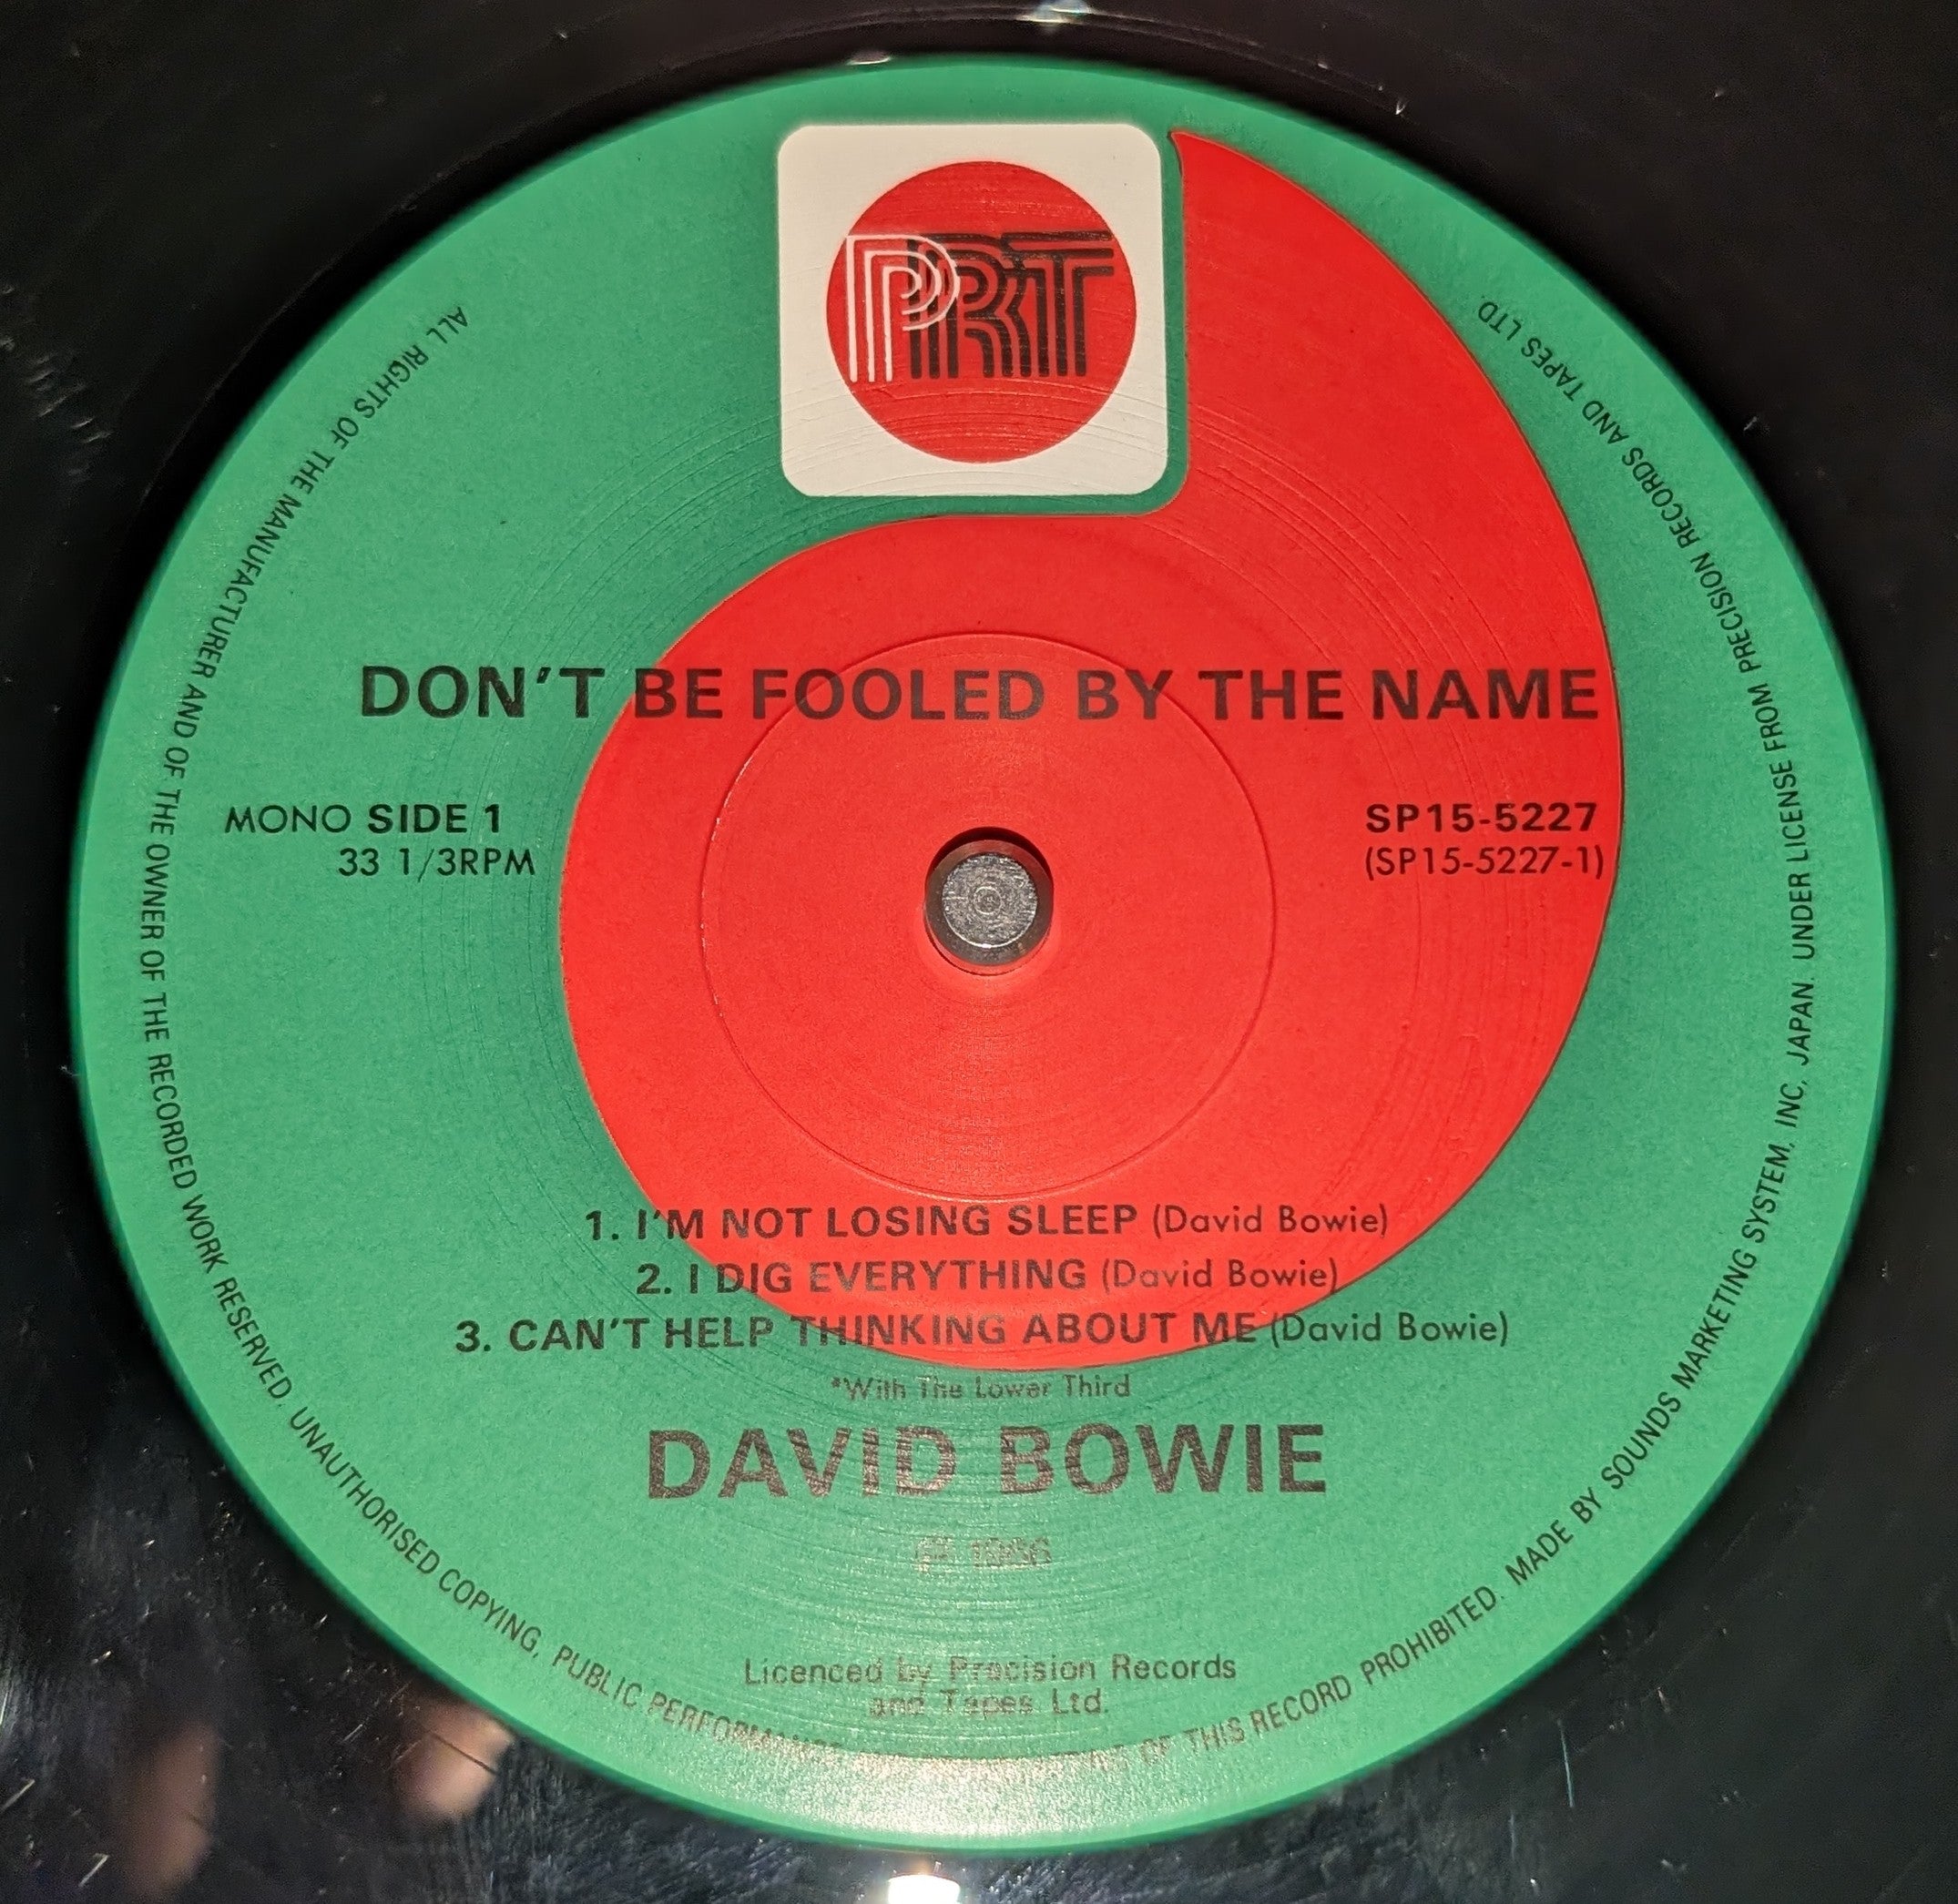 PRT
DON'T BE FOOLED BY THE NAME
MONO SIDE 1
33 1/3RPM
SP15-5227
(SP15-5227-1)
1. I'M NOT LOSING SLEEP (David Bowie)
2. I DIG EVERYTHING (David Bowie)
3. CAN'T HELP THINKING ABOUT ME (David Bowie)
*With The Lower Third
DAVID BOWIE
℗ 1966
Licenced by Precision Records
and Tapes Ltd.
ALL RIGHTS OF THE MANUFACTURER AND OF THE OWNER OF THE RECORDED WORK RESERVED. UNAUTHORISED COPYING, PUBLIC PERFORMANCE OF THIS RECORD PROHIBITED. MADE BY SOUNDS MARKETING SYSTEM, INC, JAPAN. UNDER LICENSE FROM PRECISION RECORDS AND TAPES LTD.